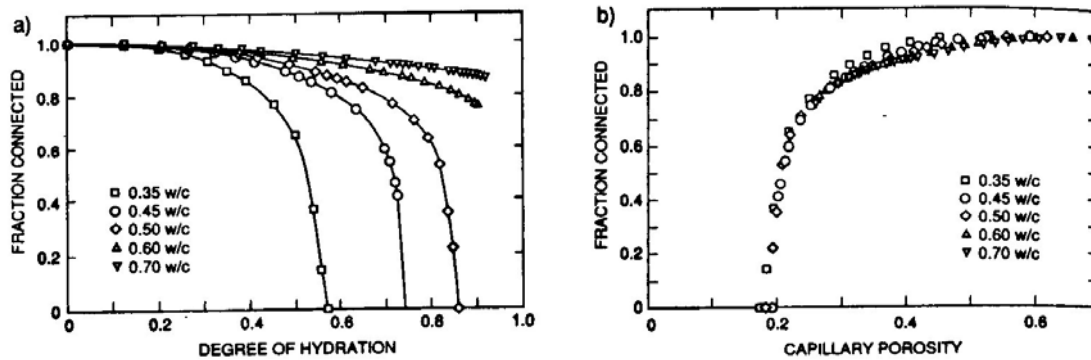 a)
FRACTION CONNECTED
1.0
0.8
0.6
0.4
0.2
0
□ 0.35 w/c
○ 0.45 w/c
◇ 0.50 w/c
△ 0.60 w/c
▽ 0.70 w/c
0 0.2 0.4 0.6 0.8 1.0
DEGREE OF HYDRATION
b)
FRACTION CONNECTED
1.0
0.8
0.6
0.4
0.2
0
□ 0.35 w/c
○ 0.45 w/c
◇ 0.50 w/c
△ 0.60 w/c
▽ 0.70 w/c
0 0.2 0.4 0.6
CAPILLARY POROSITY